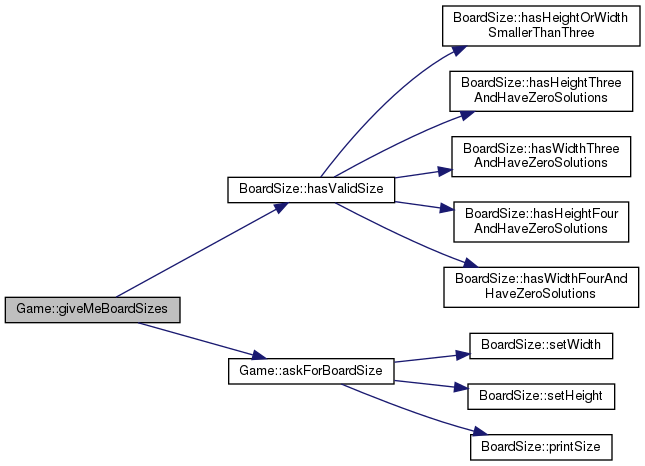 BoardSize::hasHeightOrWidth
SmallerThanThree
BoardSize::hasHeightThree
AndHaveZeroSolutions
BoardSize::hasWidthThree
AndHaveZeroSolutions
BoardSize::hasValidSize
BoardSize::hasHeightFour
AndHaveZeroSolutions
BoardSize::hasWidthFourAnd
HaveZeroSolutions
Game::giveMeBoardSizes
BoardSize::setWidth
Game::askForBoardSize
BoardSize::setHeight
BoardSize::printSize